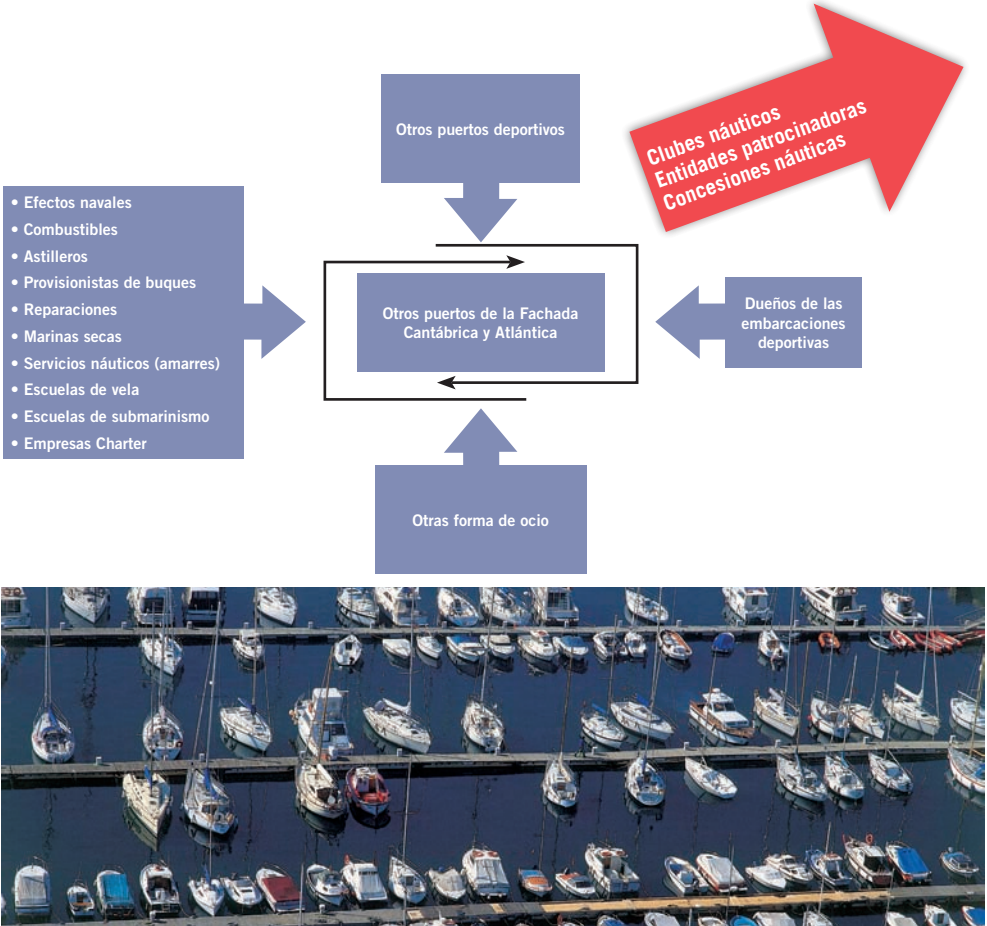 Otros puertos deportivos
Clubes náuticos
Entidades patrocinadoras
Concesiones náuticas
• Efectos navales
• Combustibles
• Astilleros
• Provisionistas de buques
• Reparaciones
• Marinas secas
• Servicios náuticos (amarres)
• Escuelas de vela
• Escuelas de submarinismo
• Empresas Charter
Otros puertos de la Fachada
Cantábrica y Atlántica
Dueños de las
embarcaciones
deportivas
Otras forma de ocio